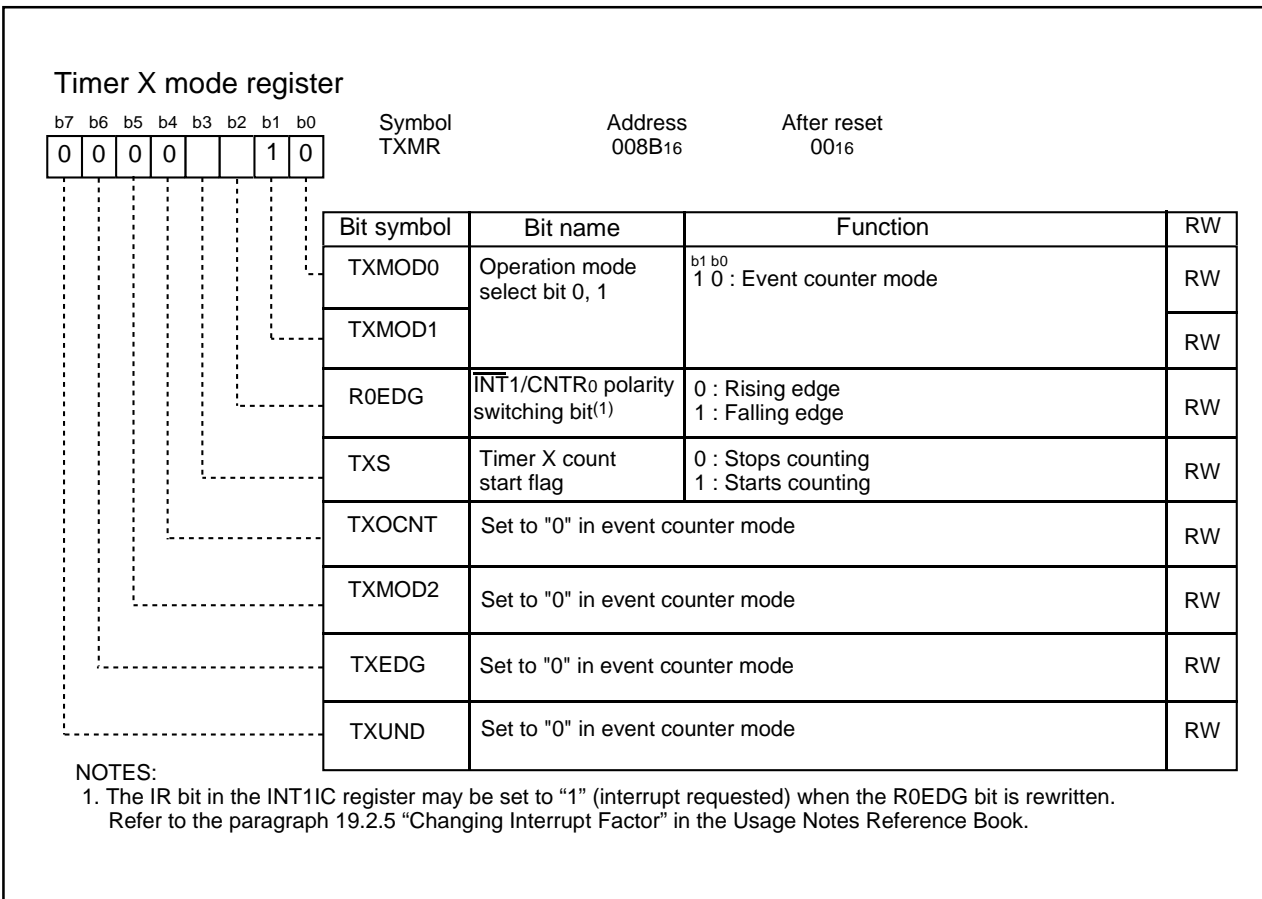 Timer X mode register
b7 b6 b5 b4 b3 b2 b1 b0
Symbol Address After reset
TXMR 008B16 0016
0 0 0 0 1 0
Bit symbol Bit name Function RW
TXMOD0 Operation mode select bit 0, 1 b1 b0
1 0 : Event counter mode RW
TXMOD1 RW
R0EDG INT1/CNTR0 polarity switching bit(1) 0 : Rising edge
1 : Falling edge RW
TXS Timer X count start flag 0 : Stops counting
1 : Starts counting RW
TXOCNT Set to "0" in event counter mode RW
TXMOD2 Set to "0" in event counter mode RW
TXEDG Set to "0" in event counter mode RW
TXUND Set to "0" in event counter mode RW
NOTES:
1. The IR bit in the INT1IC register may be set to “1” (interrupt requested) when the R0EDG bit is rewritten.
Refer to the paragraph 19.2.5 “Changing Interrupt Factor” in the Usage Notes Reference Book.